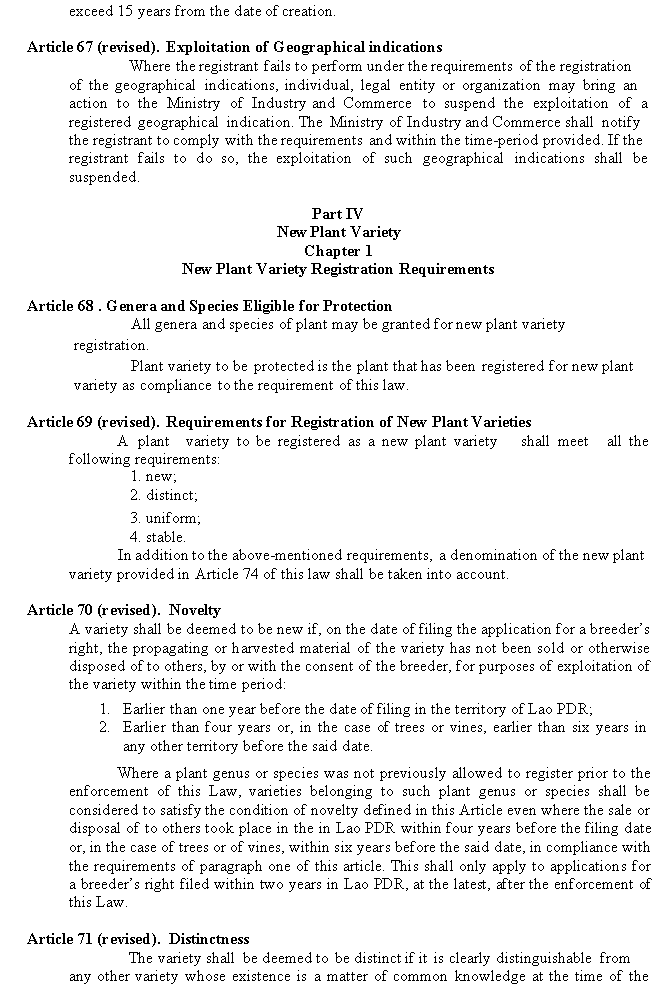 exceed 15 years from the date of creation.
Article 67 (revised). Exploitation of Geographical indications
Where the registrant fails to perform under the requirements of the registration
of the geographical indications, individual, legal entity or organization may bring an
action to the Ministry of Industry and Commerce to suspend the exploitation of a
registered geographical indication. The Ministry of Industry and Commerce shall notify
the registrant to comply with the requirements and within the time-period provided. If the
registrant fails to do so, the exploitation of such geographical indications shall be
suspended.
Part IV
New Plant Variety
Chapter 1
New Plant Variety Registration Requirements
Article 68 . Genera and Species Eligible for Protection
All genera and species of plant may be granted for new plant variety
registration.
Plant variety to be protected is the plant that has been registered for new plant
variety as compliance to the requirement of this law.
Article 69 (revised). Requirements for Registration of New Plant Varieties
A plant variety to be registered as a new plant variety shall meet all the
following requirements:
1. new;
2. distinct;
3. uniform;
4. stable.
In addition to the above-mentioned requirements, a denomination of the new plant
variety provided in Article 74 of this law shall be taken into account.
Article 70 (revised). Novelty
A variety shall be deemed to be new if, on the date of filing the application for a breeder's
right, the propagating or harvested material of the variety has not been sold or otherwise
disposed of to others, by or with the consent of the breeder, for purposes of exploitation of
the variety within the time period:
1. Earlier than one year before the date of filing in the territory of Lao PDR;
2. Earlier than four years or, in the case of trees or vines, earlier than six years in
any other territory before the said date.
Where a plant genus or species was not previously allowed to register prior to the
enforcement of this Law, varieties belonging to such plant genus or species shall be
considered to satisfy the condition of novelty defined in this Article even where the sale or
disposal of to others took place in the in Lao PDR within four years before the filing date
or, in the case of trees or of vines, within six years before the said date, in compliance with
the requirements of paragraph one of this article. This shall only apply to applications for
a breeder's right filed within two years in Lao PDR, at the latest, after the enforcement of
this Law.
Article 71 (revised). Distinctness
The variety shall be deemed to be distinct if it is clearly distinguishable from
any other variety whose existence is a matter of common knowledge at the time of the